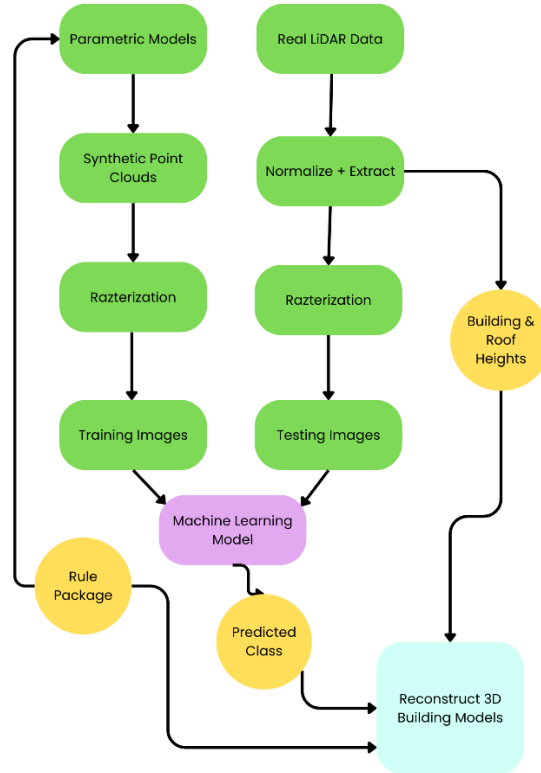 Parametric Models
Real LiDAR Data
Synthetic Point
Clouds
Normalize + Extract
Razterization
Razterization
Building &
Roof
Heights
Training Images
Testing Images
Machine Learning
Model
Rule
Package
Predicted
Class
Reconstruct 3D
Building Models